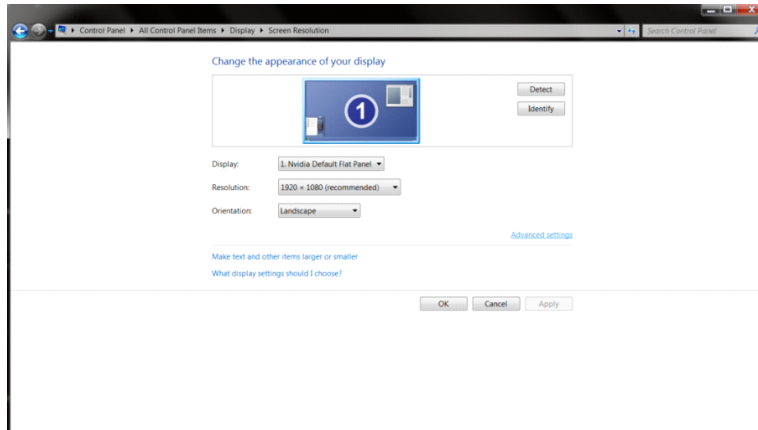 Control Panel ▸ All Control Panel Items ▸ Display ▸ Screen Resolution
Search Control Panel
Change the appearance of your display
1
Detect
Identify
Display: 1. Nvidia Default Flat Panel
Resolution: 1920 × 1080 (recommended)
Orientation: Landscape
Advanced settings
Make text and other items larger or smaller
What display settings should I choose?
OK Cancel Apply